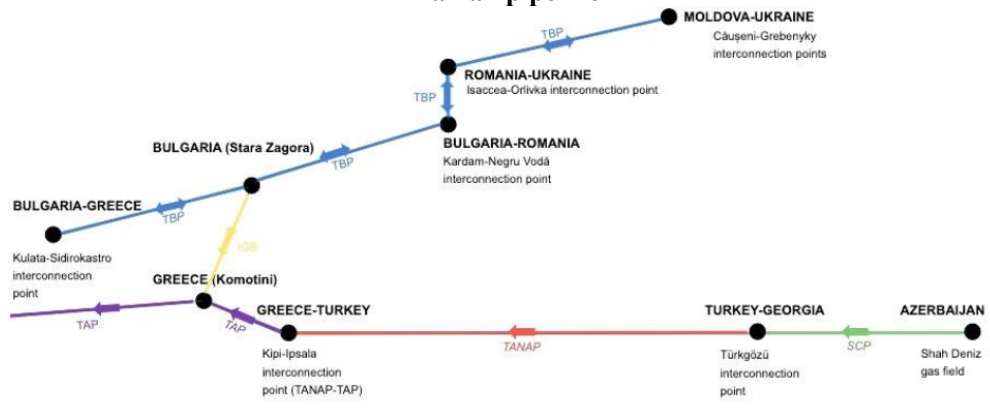 MOLDOVA-UKRAINE
Căușeni-Grebenyky
interconnection points
TBP
ROMANIA-UKRAINE
Isaccea-Orlivka interconnection point
TBP
BULGARIA-ROMANIA
Kardam-Negru Vodă
interconnection point
BULGARIA (Stara Zagora)
TBP
BULGARIA-GREECE
TBP
Kulata-Sidirokastro
interconnection
point
IGB
GREECE (Komotini)
TAP
TAP
GREECE-TURKEY
Kipi-Ipsala
interconnection
point (TANAP-TAP)
TANAP
TURKEY-GEORGIA
Türkgözü
interconnection
point
SCP
AZERBAIJAN
Shah Deniz
gas field